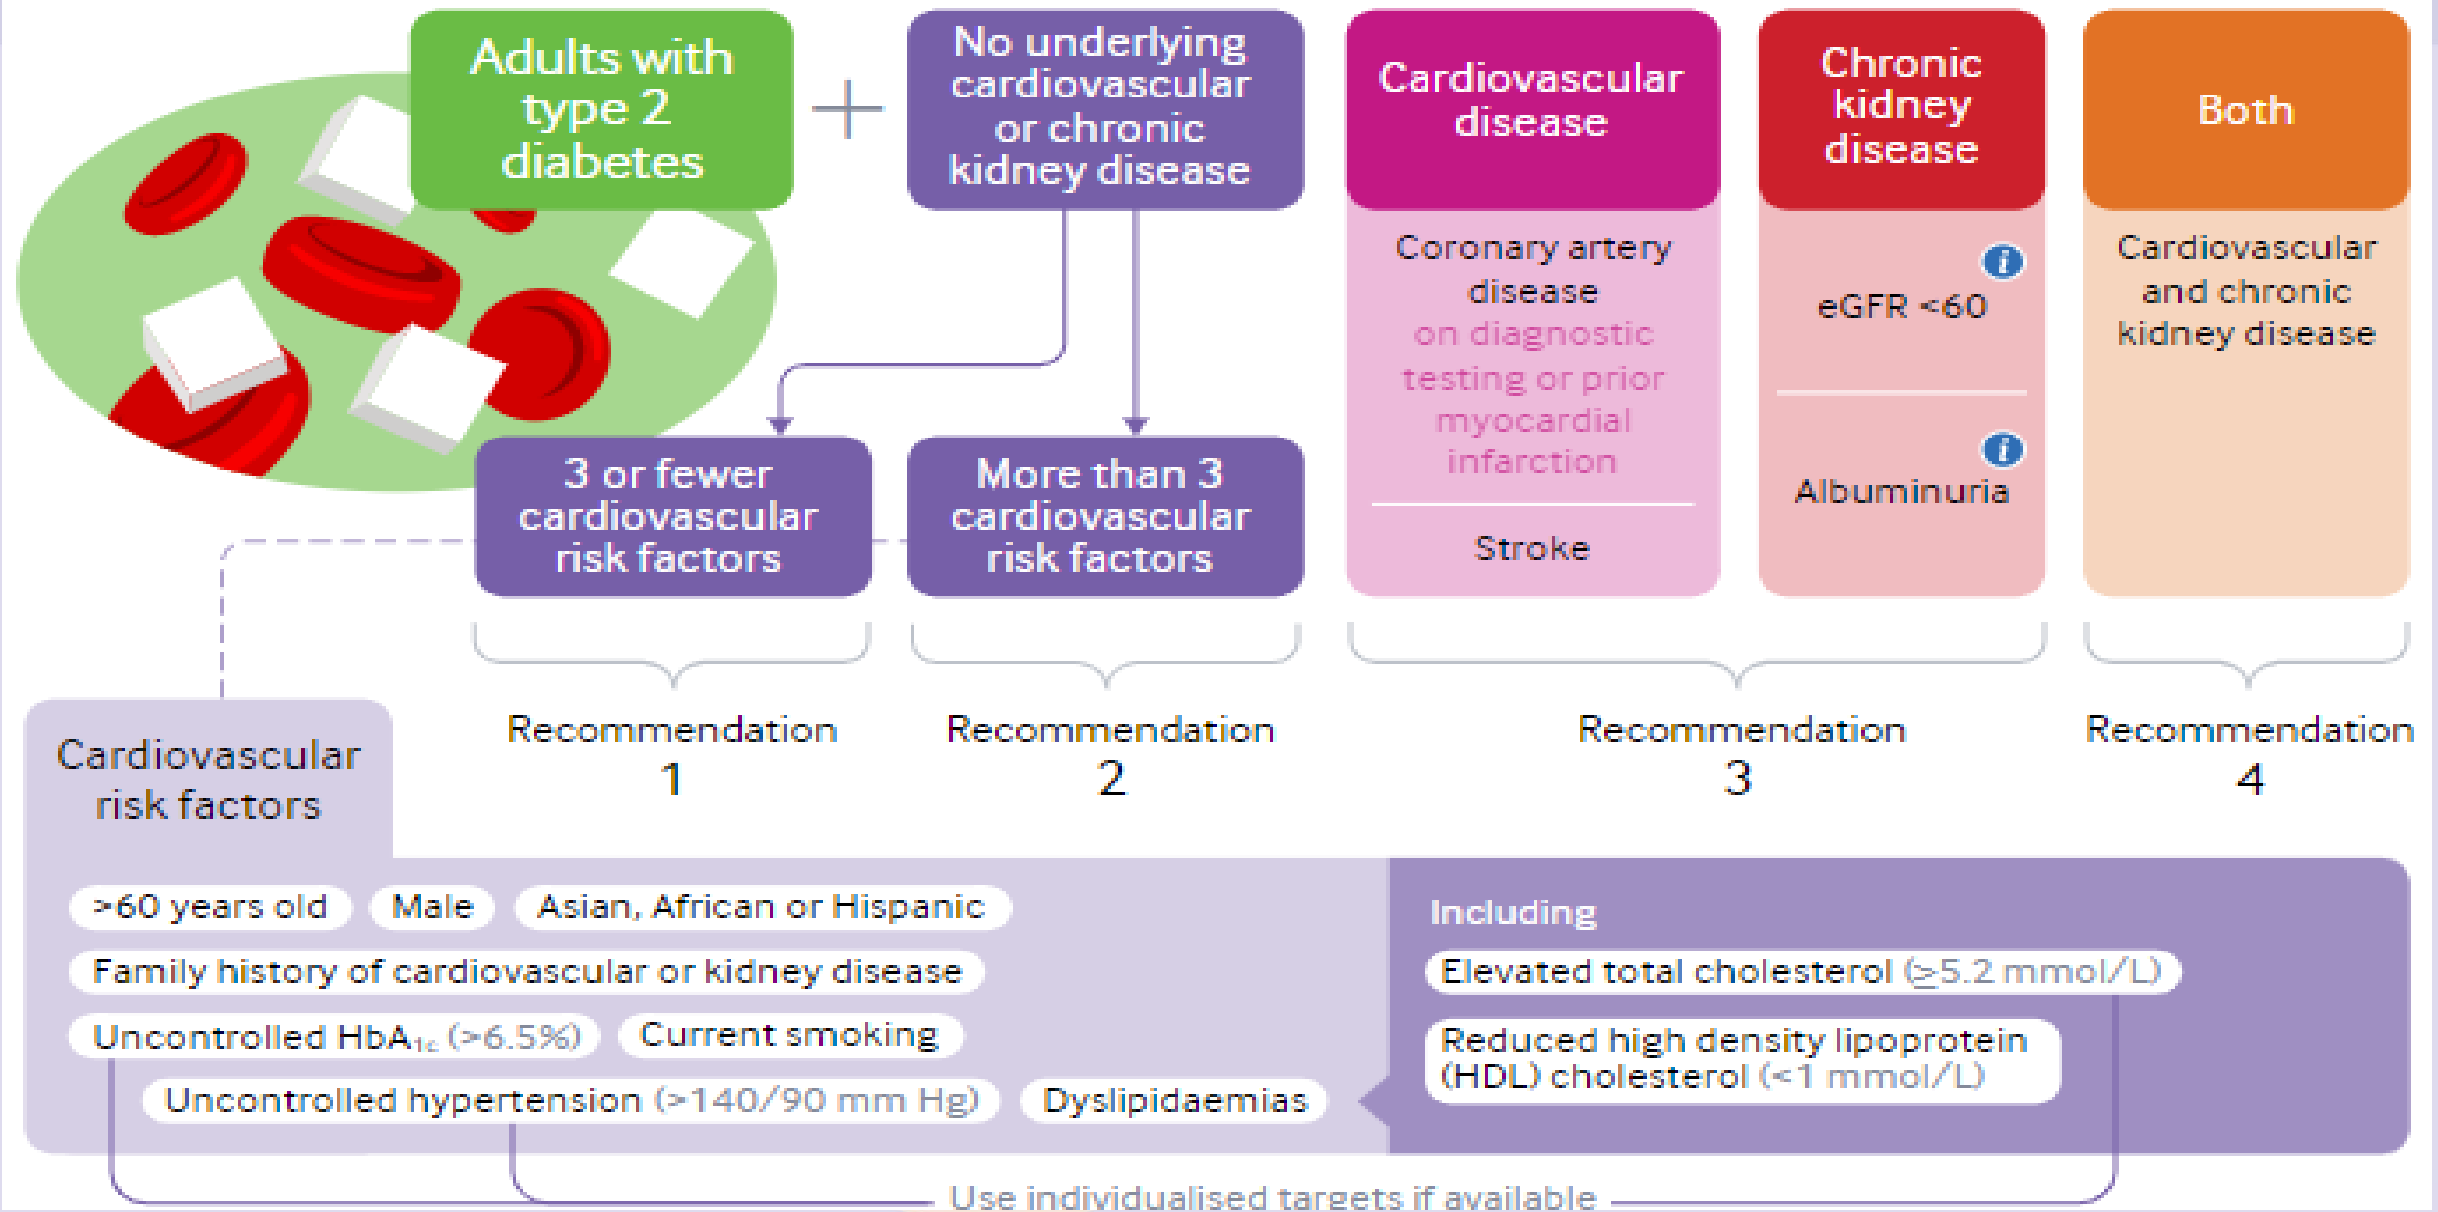 Adults with
type 2
diabetes
+
No underlying
cardiovascular
or chronic
kidney disease
Cardiovascular
disease
Chronic
kidney
disease
Both
Coronary artery
disease
on diagnostic
testing or prior
myocardial
infarction
Stroke
i
eGFR <60
i
Albuminuria
Cardiovascular
and chronic
kidney disease
3 or fewer
cardiovascular
risk factors
More than 3
cardiovascular
risk factors
Recommendation
1
Recommendation
2
Recommendation
3
Recommendation
4
Cardiovascular
risk factors
>60 years old
Male
Asian, African or Hispanic
Family history of cardiovascular or kidney disease
Uncontrolled HbA1c (>6.5%)
Current smoking
Uncontrolled hypertension (>140/90 mm Hg)
Dyslipidaemias
Including
Elevated total cholesterol (≥5.2 mmol/L)
Reduced high density lipoprotein
(HDL) cholesterol (<1 mmol/L)
Use individualised targets if available